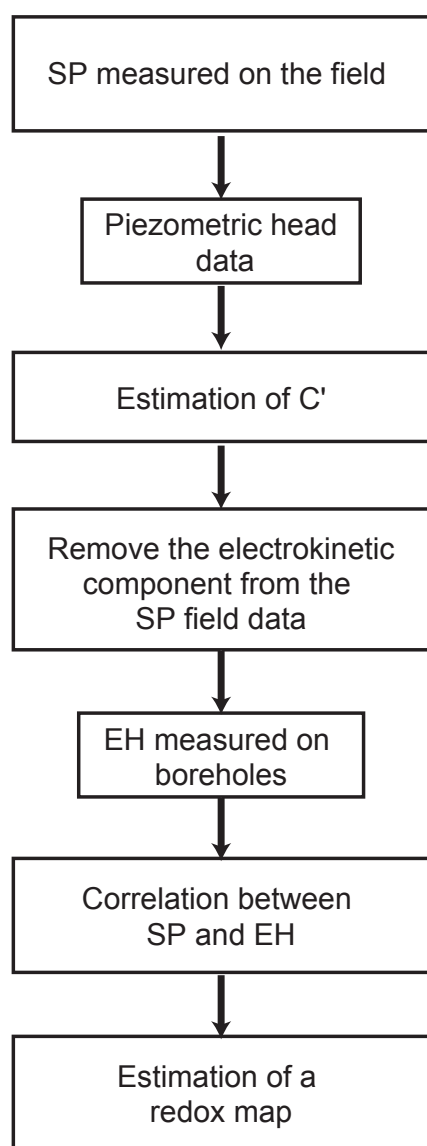 SP measured on the field
Piezometric head
data
Estimation of C'
Remove the electrokinetic
component from the
SP field data
EH measured on
boreholes
Correlation between
SP and EH
Estimation of a
redox map